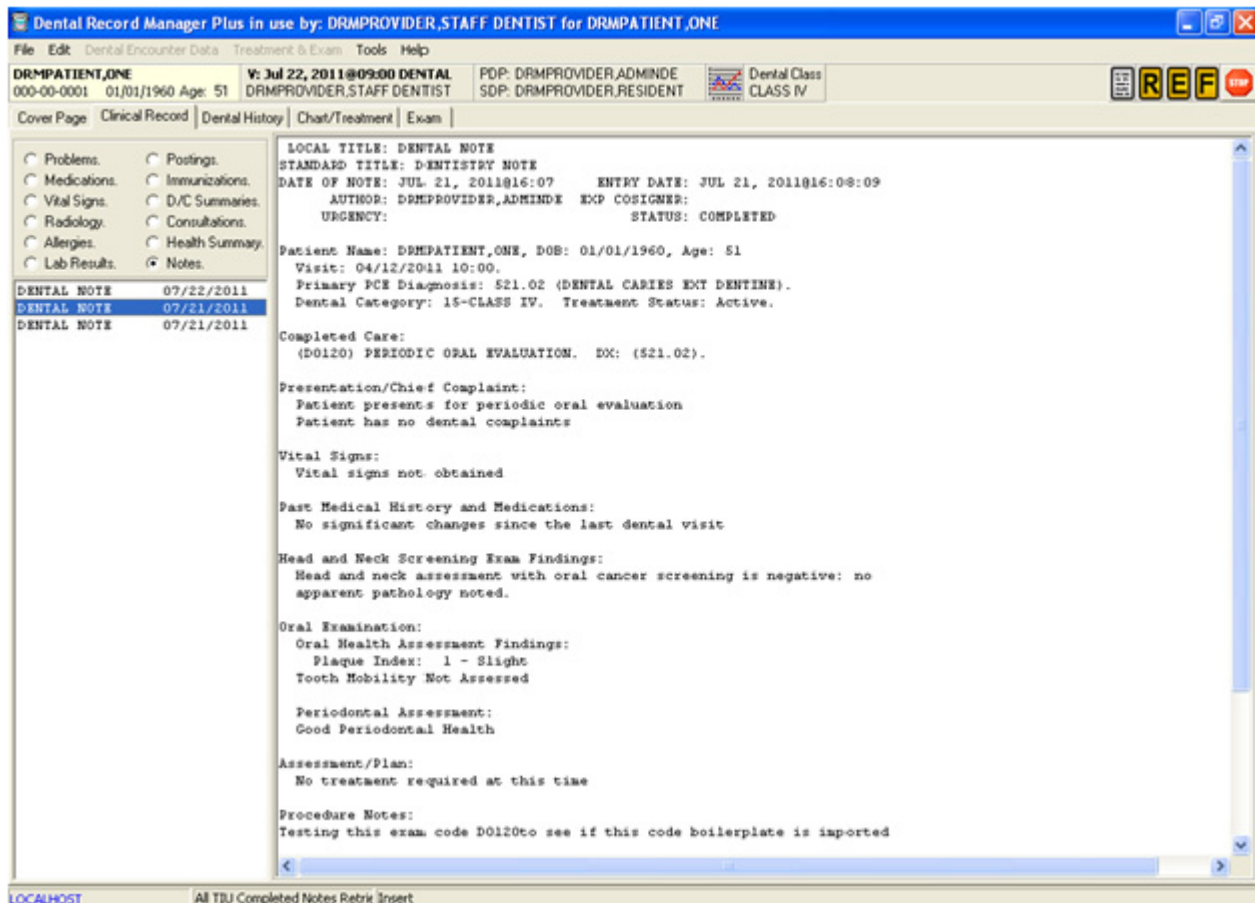 Dental Record Manager Plus in use by: DRMPROVIDER,STAFF DENTIST for DRMPATIENT,ONE
File Edit Dental Encounter Data Treatment & Exam Tools Help
DRMPATIENT,ONE V: Jul 22, 2011@09:00 DENTAL PDP: DRMPROVIDER,ADMINDE Dental Class
000-00-0001 01/01/1960 Age: 51 DRMPROVIDER,STAFF DENTIST SDP: DRMPROVIDER,RESIDENT CLASS IV
R E F STOP
Cover Page Clinical Record Dental History Chart/Treatment Exam
Problems. Postings.
Medications. Immunizations.
Vital Signs. D/C Summaries.
Radiology. Consultations.
Allergies. Health Summary.
Lab Results. Notes.
DENTAL NOTE 07/22/2011
DENTAL NOTE 07/21/2011
DENTAL NOTE 07/21/2011
LOCAL TITLE: DENTAL NOTE
STANDARD TITLE: DENTISTRY NOTE
DATE OF NOTE: JUL 21, 2011@16:07 ENTRY DATE: JUL 21, 2011@16:08:09
AUTHOR: DRMPROVIDER,ADMINDE EXP COSIGNER:
URGENCY: STATUS: COMPLETED
Patient Name: DRMPATIENT,ONE, DOB: 01/01/1960, Age: 51
Visit: 04/12/2011 10:00.
Primary PCE Diagnosis: 521.02 (DENTAL CARIES EXT DENTINE).
Dental Category: 15-CLASS IV. Treatment Status: Active.
Completed Care:
(D0120) PERIODIC ORAL EVALUATION. DX: (521.02).
Presentation/Chief Complaint:
Patient presents for periodic oral evaluation
Patient has no dental complaints
Vital Signs:
Vital signs not obtained
Past Medical History and Medications:
No significant changes since the last dental visit
Head and Neck Screening Exam Findings:
Head and neck assessment with oral cancer screening is negative: no
apparent pathology noted.
Oral Examination:
Oral Health Assessment Findings:
Plaque Index: 1 - Slight
Tooth Mobility Not Assessed
Periodontal Assessment:
Good Periodontal Health
Assessment/Plan:
No treatment required at this time
Procedure Notes:
Testing this exam code D0120to see if this code boilerplate is imported
LOCALHOST All TIU Completed Notes Retrie Insert